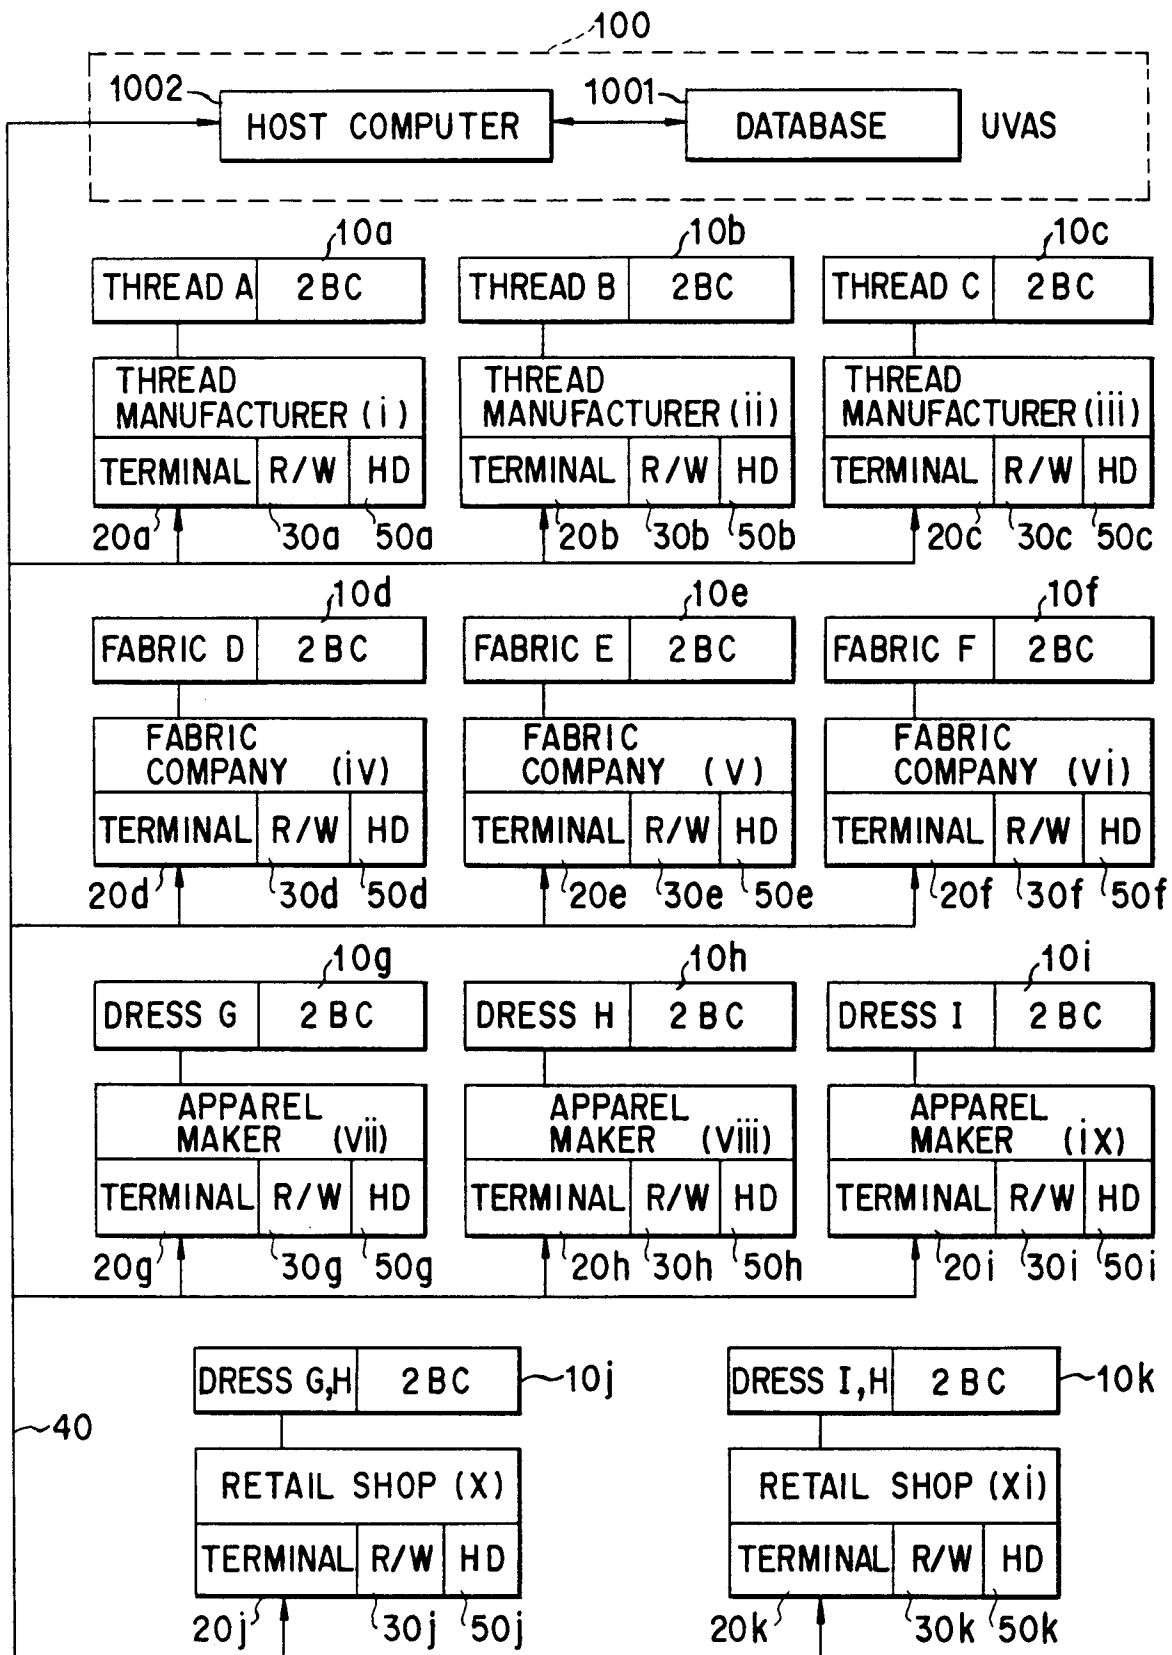 100
1002
1001
HOST COMPUTER
DATABASE
UVAS
10a
10b
10c
THREAD A
2BC
THREAD B
2BC
THREAD C
2BC
THREAD
MANUFACTURER (i)
THREAD
MANUFACTURER (ii)
THREAD
MANUFACTURER (iii)
TERMINAL
R/W
HD
TERMINAL
R/W
HD
TERMINAL
R/W
HD
20a
30a
50a
20b
30b
50b
20c
30c
50c
10d
10e
10f
FABRIC D
2BC
FABRIC E
2BC
FABRIC F
2BC
FABRIC
COMPANY (iv)
FABRIC
COMPANY (v)
FABRIC
COMPANY (vi)
TERMINAL
R/W
HD
TERMINAL
R/W
HD
TERMINAL
R/W
HD
20d
30d
50d
20e
30e
50e
20f
30f
50f
10g
10h
10i
DRESS G
2BC
DRESS H
2BC
DRESS I
2BC
APPAREL
MAKER (vii)
APPAREL
MAKER (viii)
APPAREL
MAKER (ix)
TERMINAL
R/W
HD
TERMINAL
R/W
HD
TERMINAL
R/W
HD
20g
30g
50g
20h
30h
50h
20i
30i
50i
DRESS G,H
2BC
10j
DRESS I,H
2BC
10k
40
RETAIL SHOP (X)
RETAIL SHOP (Xi)
TERMINAL
R/W
HD
TERMINAL
R/W
HD
20j
30j
50j
20k
30k
50k